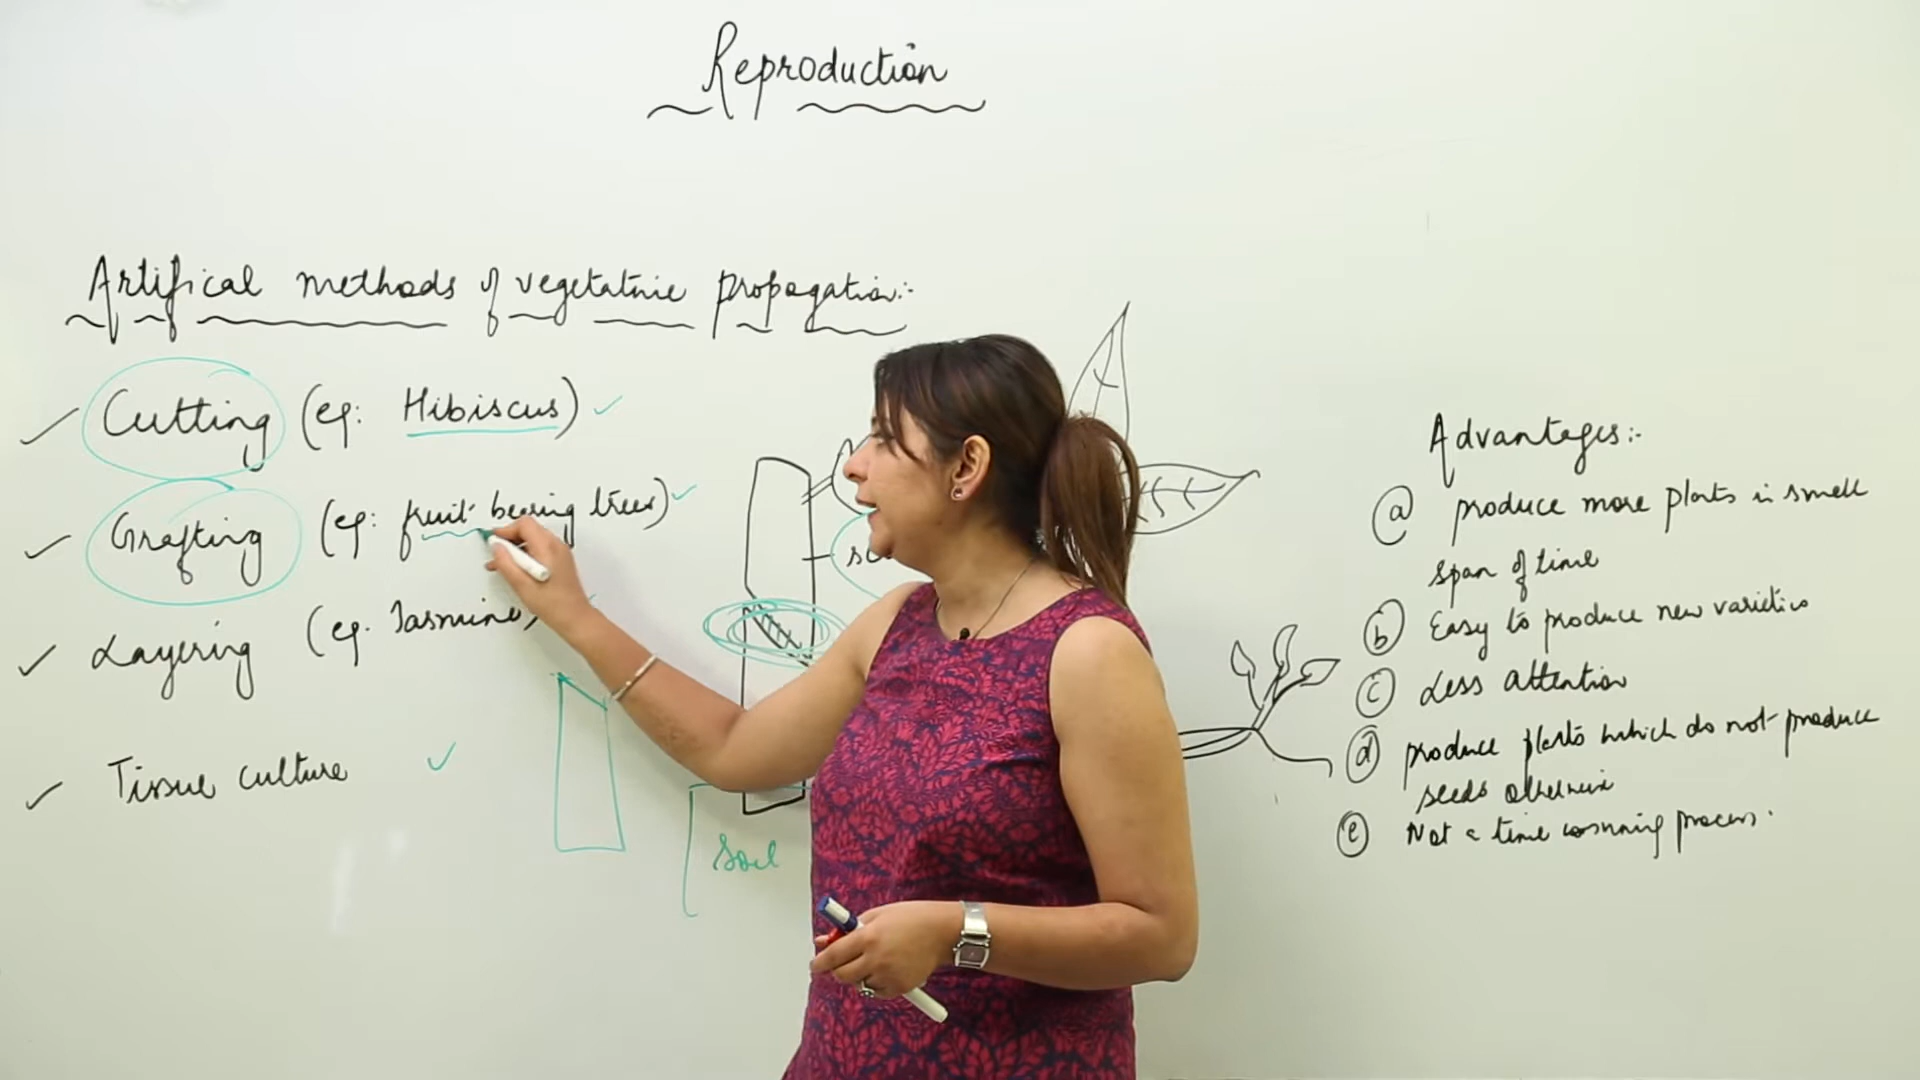 Reproduction
Artifical methods of vegetative propagation:-
Cutting (eg: Hibiscus)
Grafting (eg: fruit bearing trees)
Layering (eg. Jasmine)
Tissue culture
soil
Advantages:-
(a) produce more plants in small
span of time
(b) Easy to produce new varieties
(c) Less attention
(d) produce plants which do not produce
seeds otherwise
(e) Not a time consuming process.